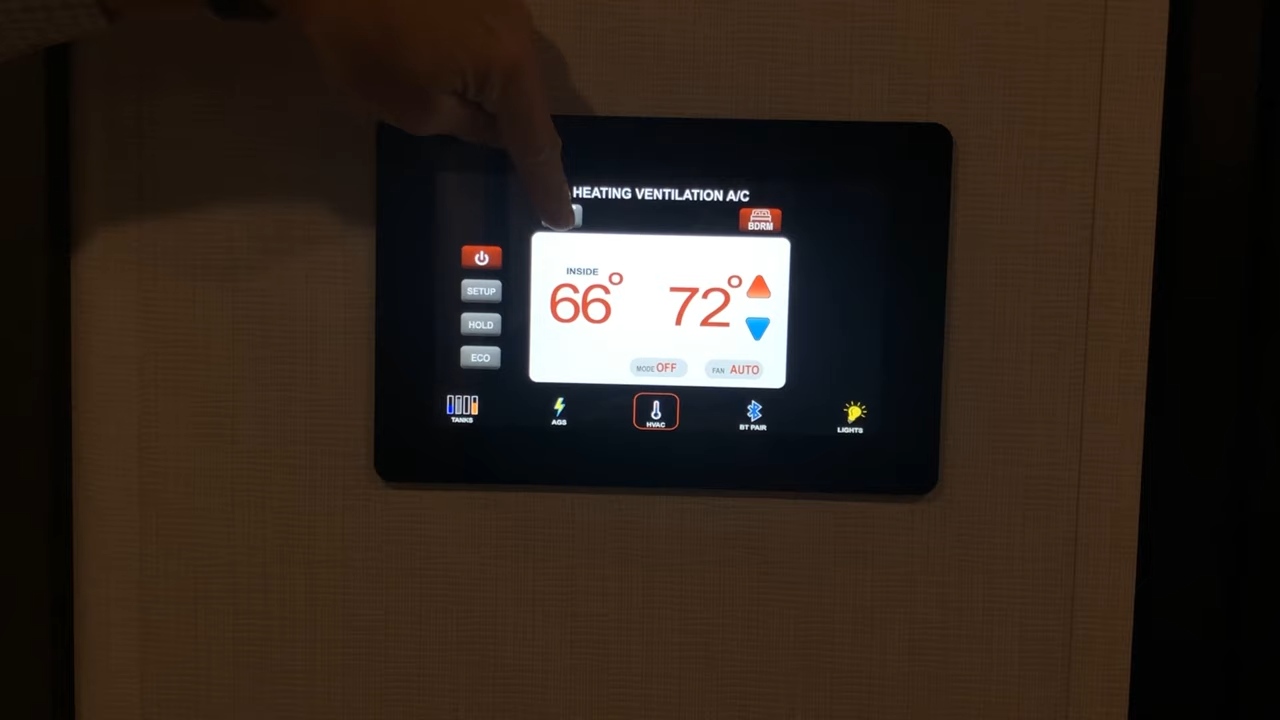 HEATING VENTILATION A/C
BDRM
SETUP
HOLD
ECO
INSIDE
66°
72°
MODE OFF
FAN AUTO
TANKS
AGS
HVAC
BT PAIR
LIGHTS